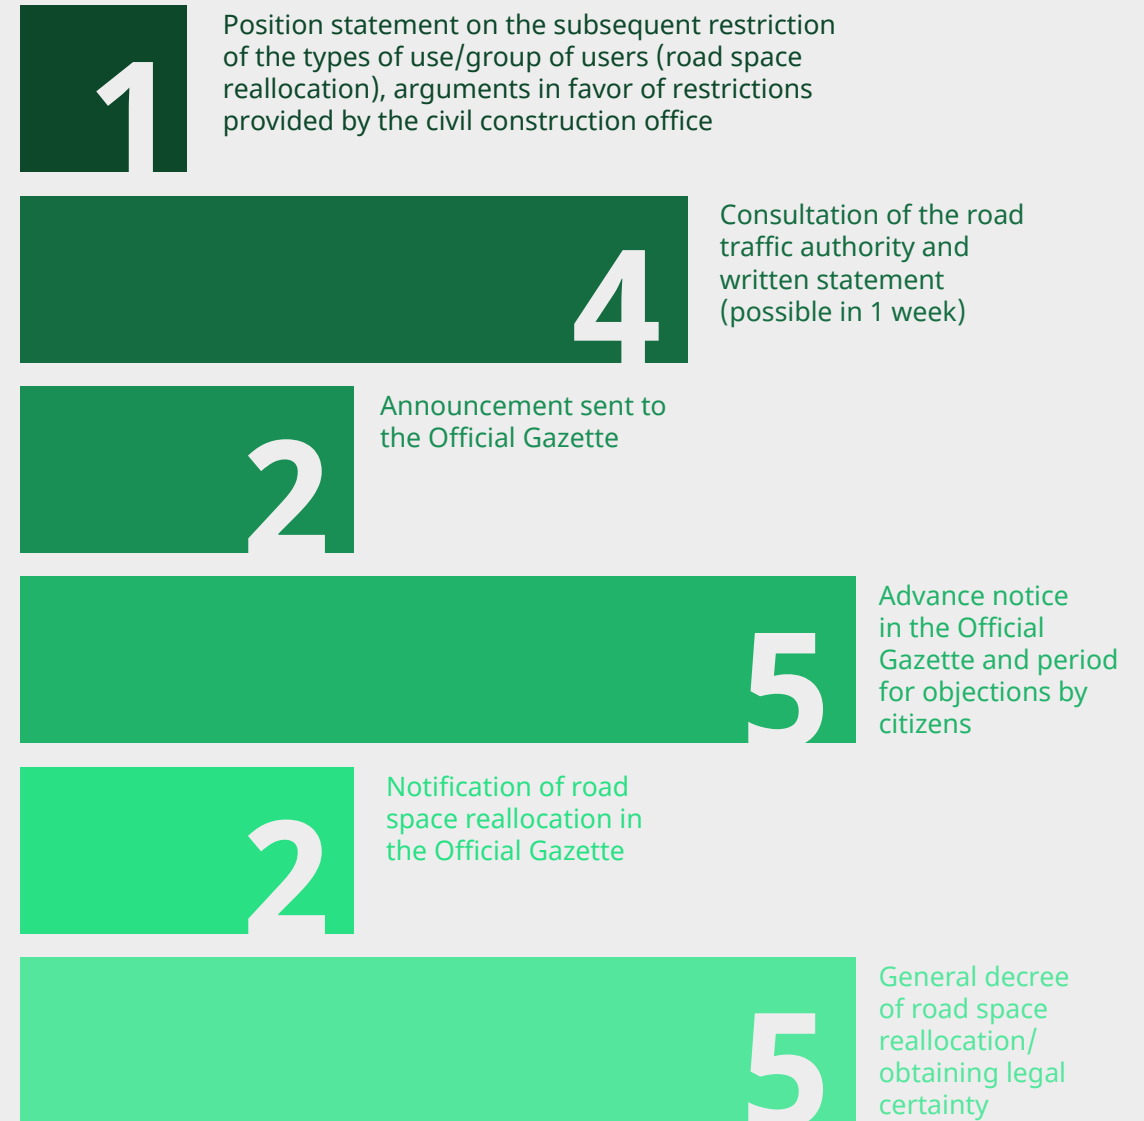 1
Position statement on the subsequent restriction
of the types of use/group of users (road space
reallocation), arguments in favor of restrictions
provided by the civil construction office
4
Consultation of the road
traffic authority and
written statement
(possible in 1 week)
2
Announcement sent to
the Official Gazette
5
Advance notice
in the Official
Gazette and period
for objections by
citizens
2
Notification of road
space reallocation in
the Official Gazette
5
General decree
of road space
reallocation/
obtaining legal
certainty